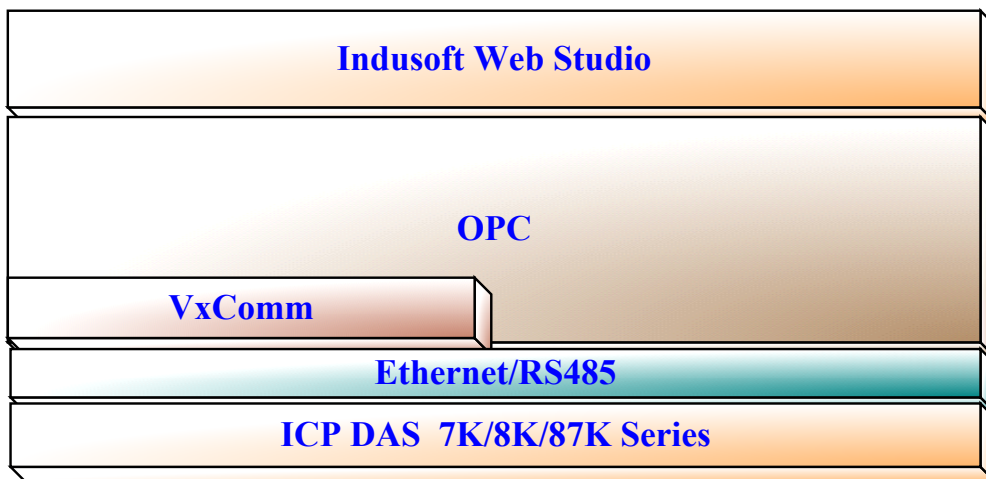 Indusoft Web Studio
OPC
VxComm
Ethernet/RS485
ICP DAS  7K/8K/87K Series